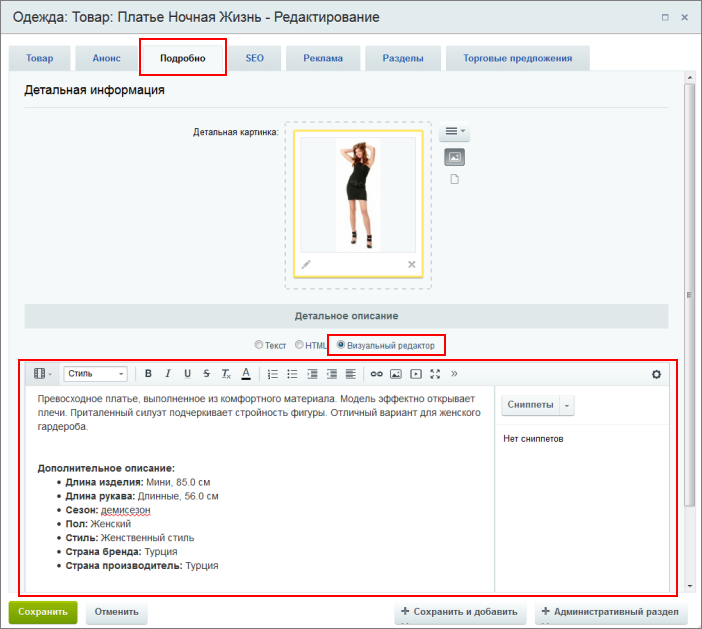 Одежда: Товар: Платье Ночная Жизнь - Редактирование
Товар Анонс Подробно SEO Реклама Разделы Торговые предложения
Детальная информация
Детальная картинка:
Детальное описание
Текст HTML Визуальный редактор
Стиль B I U S Tx A »
Сниппеты
Нет сниппетов
Превосходное платье, выполненное из комфортного материала. Модель эффектно открывает
плечи. Приталенный силуэт подчеркивает стройность фигуры. Отличный вариант для женского
гардероба.
Дополнительное описание:
• Длина изделия: Мини, 85.0 см
• Длина рукава: Длинные, 56.0 см
• Сезон: демисезон
• Пол: Женский
• Стиль: Женственный стиль
• Страна бренда: Турция
• Страна производитель: Турция
Сохранить Отменить + Сохранить и добавить + Административный раздел